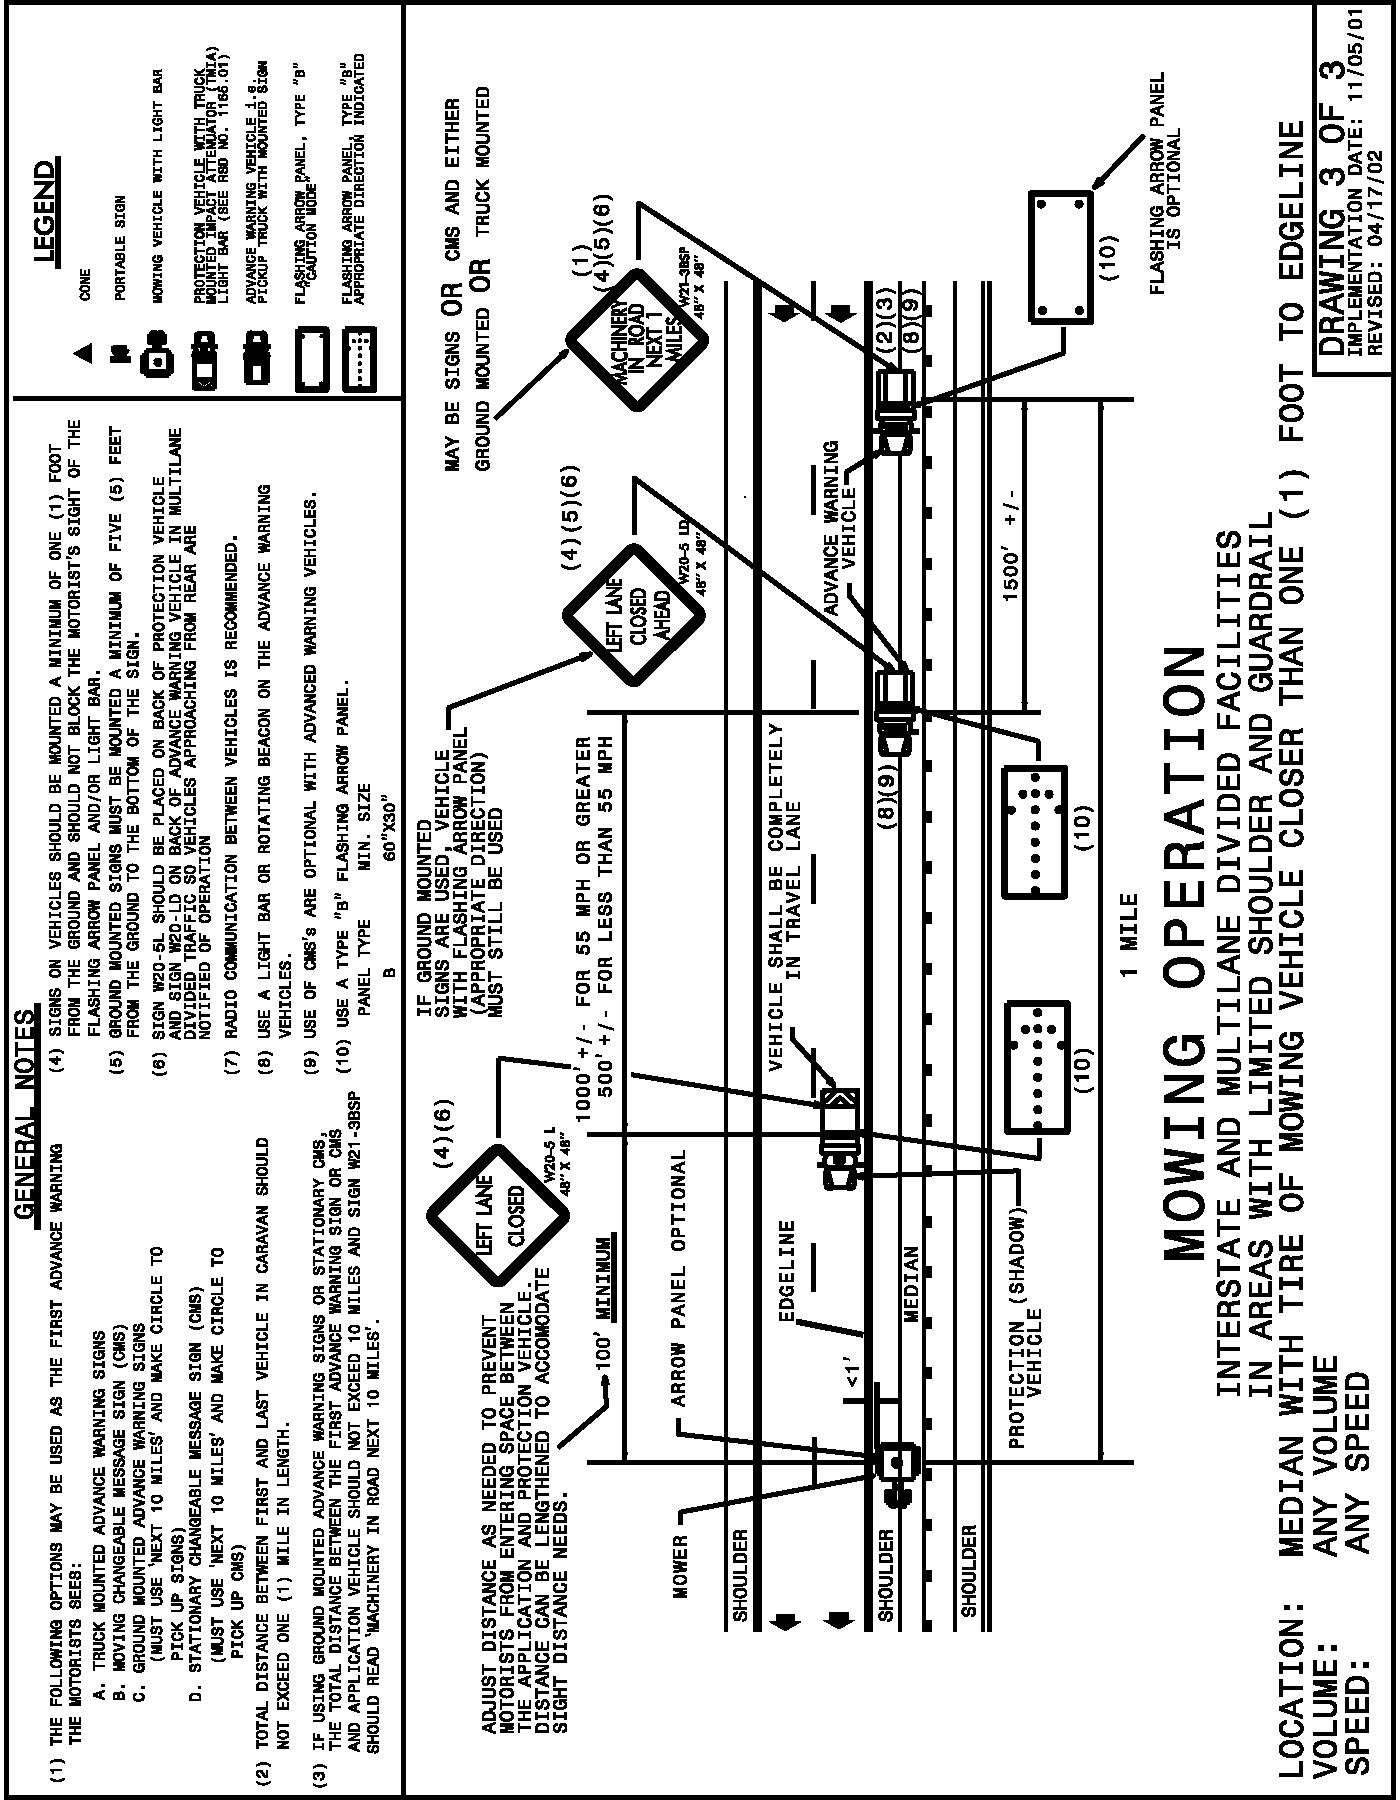 GENERAL NOTES
(1) THE FOLLOWING OPTIONS MAY BE USED AS THE FIRST ADVANCE WARNING
THE MOTORISTS SEES:
A. TRUCK MOUNTED ADVANCE WARNING SIGNS
B. MOVING CHANGEABLE MESSAGE SIGN (CMS)
C. GROUND MOUNTED ADVANCE WARNING SIGNS
(MUST USE 'NEXT 10 MILES' AND MAKE CIRCLE TO
PICK UP SIGNS)
D. STATIONARY CHANGEABLE MESSAGE SIGN (CMS)
(MUST USE 'NEXT 10 MILES' AND MAKE CIRCLE TO
PICK UP CMS)
(2) TOTAL DISTANCE BETWEEN FIRST AND LAST VEHICLE IN CARAVAN SHOULD
NOT EXCEED ONE (1) MILE IN LENGTH.
(3) IF USING GROUND MOUNTED ADVANCE WARNING SIGNS OR STATIONARY CMS,
THE TOTAL DISTANCE BETWEEN THE FIRST ADVANCE WARNING SIGN OR CMS
AND APPLICATION VEHICLE SHOULD NOT EXCEED 10 MILES AND SIGN W21-3BSP
SHOULD READ 'MACHINERY IN ROAD NEXT 10 MILES'.
(4) SIGNS ON VEHICLES SHOULD BE MOUNTED A MINIMUM OF ONE (1) FOOT
FROM THE GROUND AND SHOULD NOT BLOCK THE MOTORIST'S SIGHT OF THE
FLASHING ARROW PANEL AND/OR LIGHT BAR.
(5) GROUND MOUNTED SIGNS MUST BE MOUNTED A MINIMUM OF FIVE (5) FEET
FROM THE GROUND TO THE BOTTOM OF THE SIGN.
(6) SIGN W20-5L SHOULD BE PLACED ON BACK OF PROTECTION VEHICLE
AND SIGN W20-LD ON BACK OF ADVANCE WARNING VEHICLE IN MULTILANE
DIVIDED TRAFFIC SO VEHICLES APPROACHING FROM REAR ARE
NOTIFIED OF OPERATION
(7) RADIO COMMUNICATION BETWEEN VEHICLES IS RECOMMENDED.
(8) USE A LIGHT BAR OR ROTATING BEACON ON THE ADVANCE WARNING
VEHICLES.
(9) USE OF CMS's ARE OPTIONAL WITH ADVANCED WARNING VEHICLES.
(10) USE A TYPE "B" FLASHING ARROW PANEL.
PANEL TYPE MIN. SIZE
B 60"X30"
LEGEND
CONE
PORTABLE SIGN
MOWING VEHICLE WITH LIGHT BAR
PROTECTION VEHICLE WITH TRUCK
MOUNTED IMPACT ATTENUATOR (TMIA)
LIGHT BAR (SEE RSD NO. 1165.01)
ADVANCE WARNING VEHICLE i.e.
PICKUP TRUCK WITH MOUNTED SIGN
FLASHING ARROW PANEL, TYPE "B"
"CAUTION MODE"
FLASHING ARROW PANEL, TYPE "B"
APPROPRIATE DIRECTION INDICATED
ADJUST DISTANCE AS NEEDED TO PREVENT
MOTORISTS FROM ENTERING SPACE BETWEEN
THE APPLICATION AND PROTECTION VEHICLE.
DISTANCE CAN BE LENGTHENED TO ACCOMODATE
SIGHT DISTANCE NEEDS.
100' MINIMUM
LEFT LANE
CLOSED
(4)(6)
W20-5 L
48" X 48"
IF GROUND MOUNTED
SIGNS ARE USED, VEHICLE
WITH FLASHING ARROW PANEL
(APPROPRIATE DIRECTION)
MUST STILL BE USED
1000'+/- FOR 55 MPH OR GREATER
500'+/- FOR LESS THAN 55 MPH
LEFT LANE
CLOSED
AHEAD
(4)(5)(6)
W20-5 LD
48" X 48"
MAY BE SIGNS OR CMS AND EITHER
GROUND MOUNTED OR TRUCK MOUNTED
MACHINERY
IN ROAD
NEXT 1
MILES
(1)
(4)(5)(6)
W21-3BSP
48" X 48"
MOWER
ARROW PANEL OPTIONAL
EDGELINE
<1'
VEHICLE SHALL BE COMPLETELY
IN TRAVEL LANE
ADVANCE WARNING
VEHICLE
SHOULDER
SHOULDER
MEDIAN
(8)(9)
(2)(3)
(8)(9)
SHOULDER
PROTECTION (SHADOW)
VEHICLE
(10)
(10)
(10)
FLASHING ARROW PANEL
IS OPTIONAL
1500' +/-
1 MILE
MOWING OPERATION
INTERSTATE AND MULTILANE DIVIDED FACILITIES
IN AREAS WITH LIMITED SHOULDER AND GUARDRAIL
LOCATION: MEDIAN WITH TIRE OF MOWING VEHICLE CLOSER THAN ONE (1) FOOT TO EDGELINE
VOLUME: ANY VOLUME
SPEED: ANY SPEED
DRAWING 3 OF 3
IMPLEMENTATION DATE: 11/05/01
REVISED: 04/17/02